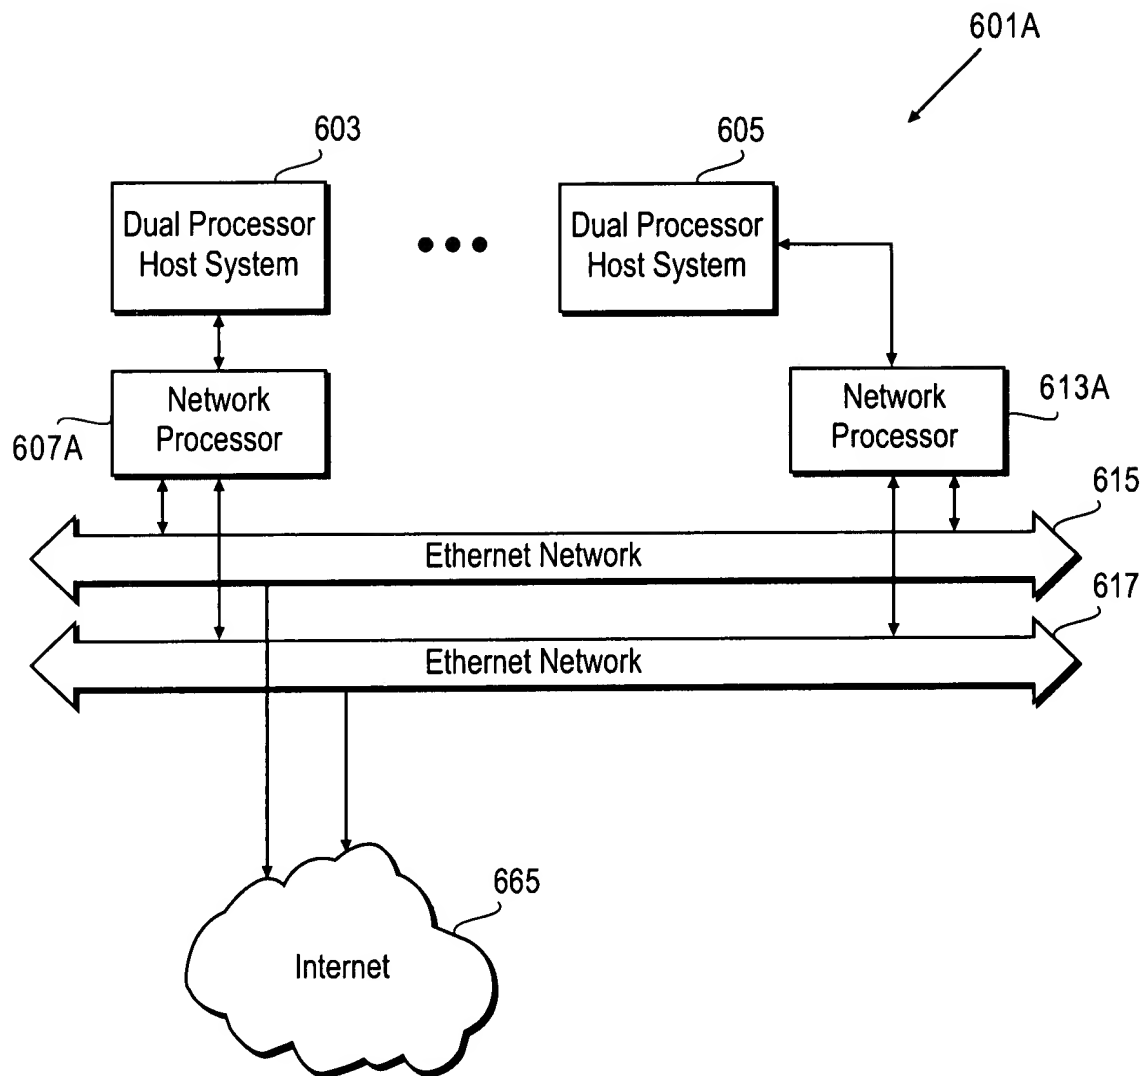 601A
603
605
Dual Processor
Host System
Dual Processor
Host System
Network
Processor
607A
Network
Processor
613A
615
Ethernet Network
617
Ethernet Network
665
Internet